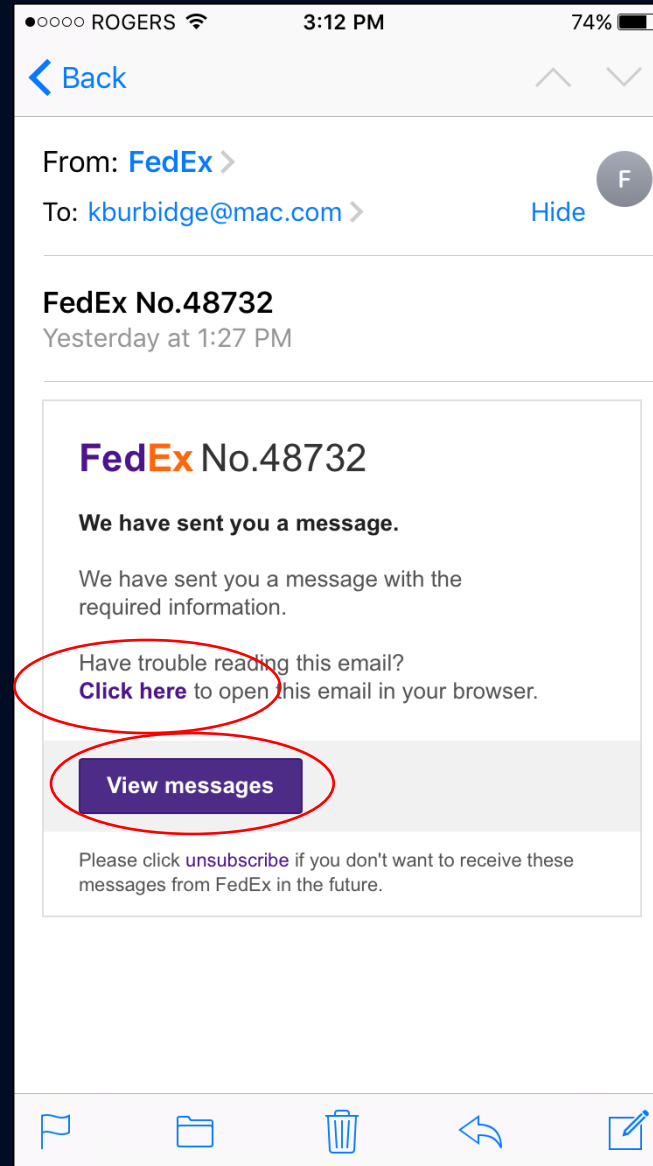 ROGERS 3:12 PM 74%
Back
From: FedEx
F
To: kburbidge@mac.com Hide
FedEx No.48732
Yesterday at 1:27 PM
FedEx No.48732
We have sent you a message.
We have sent you a message with the
required information.
Have trouble reading this email?
Click here to open this email in your browser.
View messages
Please click unsubscribe if you don't want to receive these
messages from FedEx in the future.